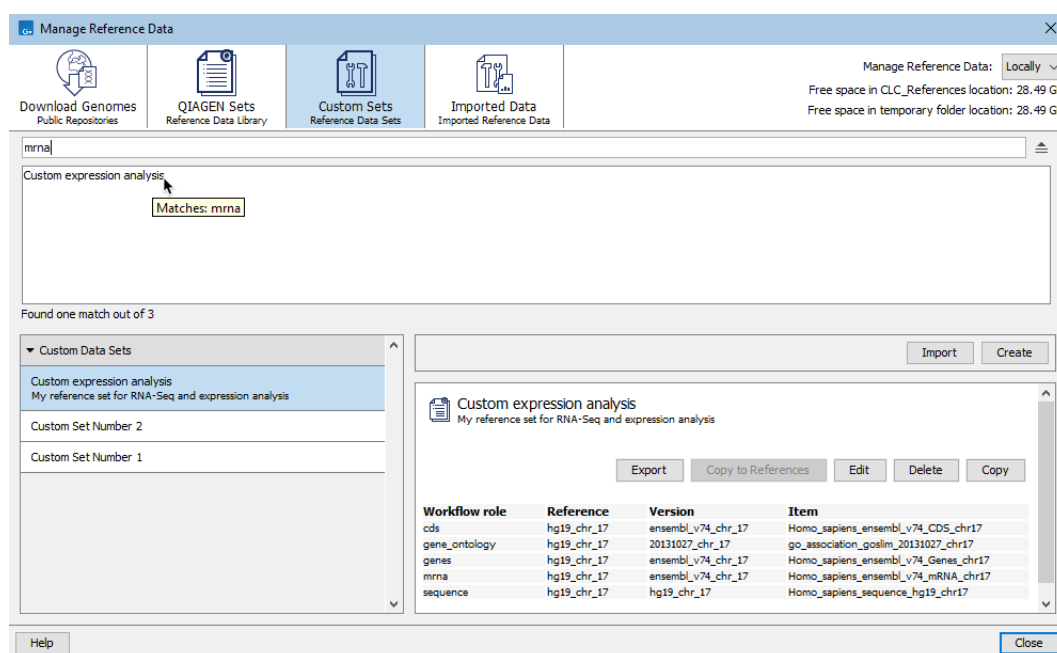 Manage Reference Data
Download Genomes
Public Repositories
QIAGEN Sets
Reference Data Library
Custom Sets
Reference Data Sets
Imported Data
Imported Reference Data
Manage Reference Data: Locally
Free space in CLC_References location: 28.49 G
Free space in temporary folder location: 28.49 G
mrna
Custom expression analysis
Matches: mrna
Found one match out of 3
Custom Data Sets
Custom expression analysis
My reference set for RNA-Seq and expression analysis
Custom Set Number 2
Custom Set Number 1
Import Create
Custom expression analysis
My reference set for RNA-Seq and expression analysis
Export Copy to References Edit Delete Copy
Workflow role Reference Version Item
cds hg19_chr_17 ensembl_v74_chr_17 Homo_sapiens_ensembl_v74_CDS_chr17
gene_ontology hg19_chr_17 20131027_chr_17 go_association_goslim_20131027_chr17
genes hg19_chr_17 ensembl_v74_chr_17 Homo_sapiens_ensembl_v74_Genes_chr17
mrna hg19_chr_17 ensembl_v74_chr_17 Homo_sapiens_ensembl_v74_mRNA_chr17
sequence hg19_chr_17 hg19_chr_17 Homo_sapiens_sequence_hg19_chr17
Help Close